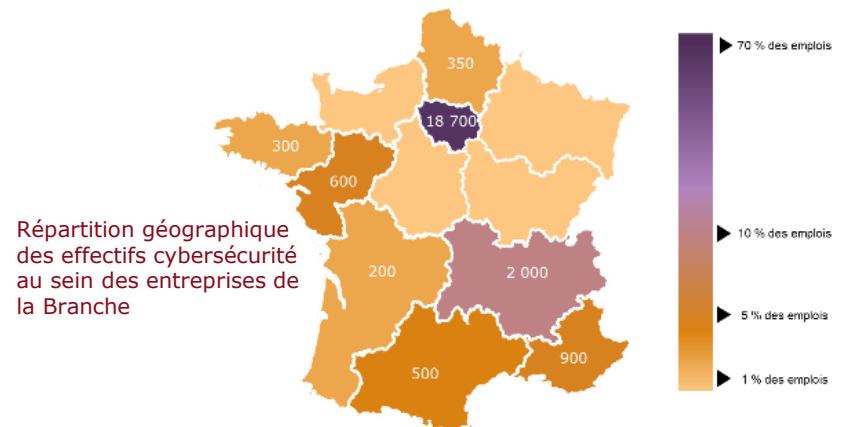 350
18 700
300
600
200
2 000
500
900
Répartition géographique
des effectifs cybersécurité
au sein des entreprises de
la Branche
70 % des emplois
10 % des emplois
5 % des emplois
1 % des emplois